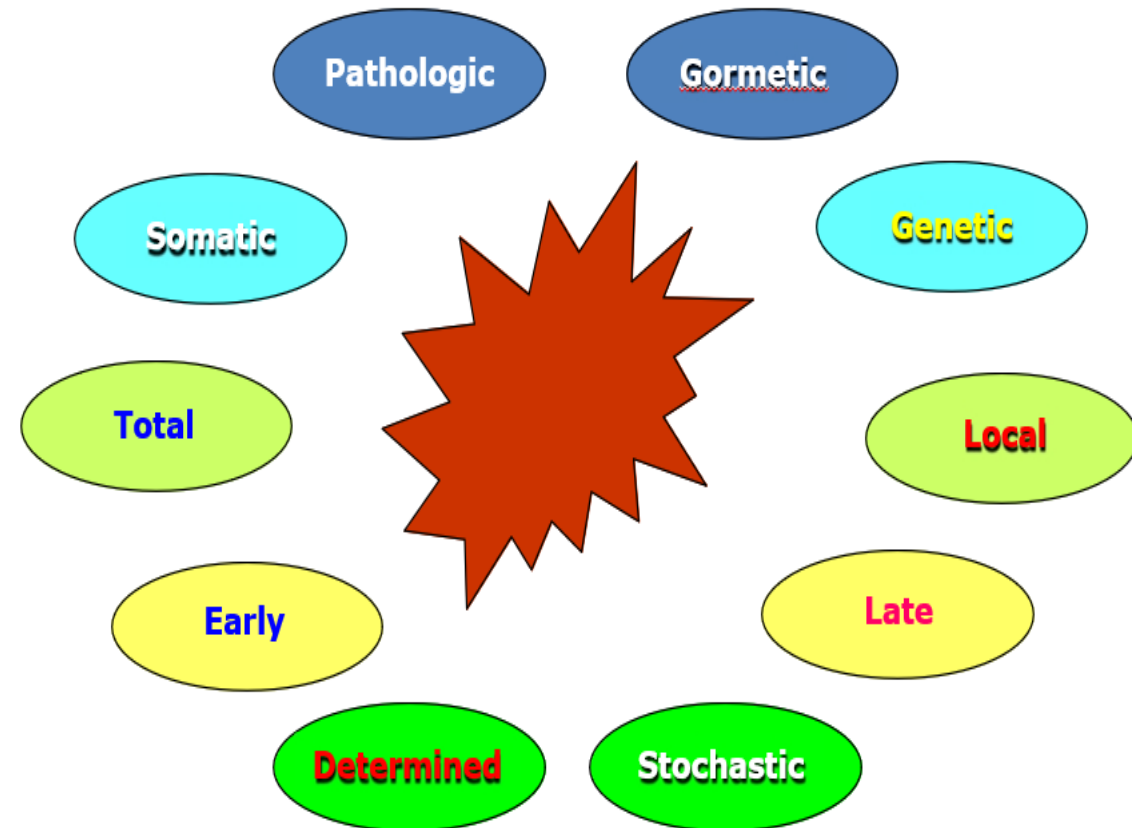 Pathologic
Gormetic
Somatic
Genetic
Total
Local
Early
Late
Determined
Stochastic